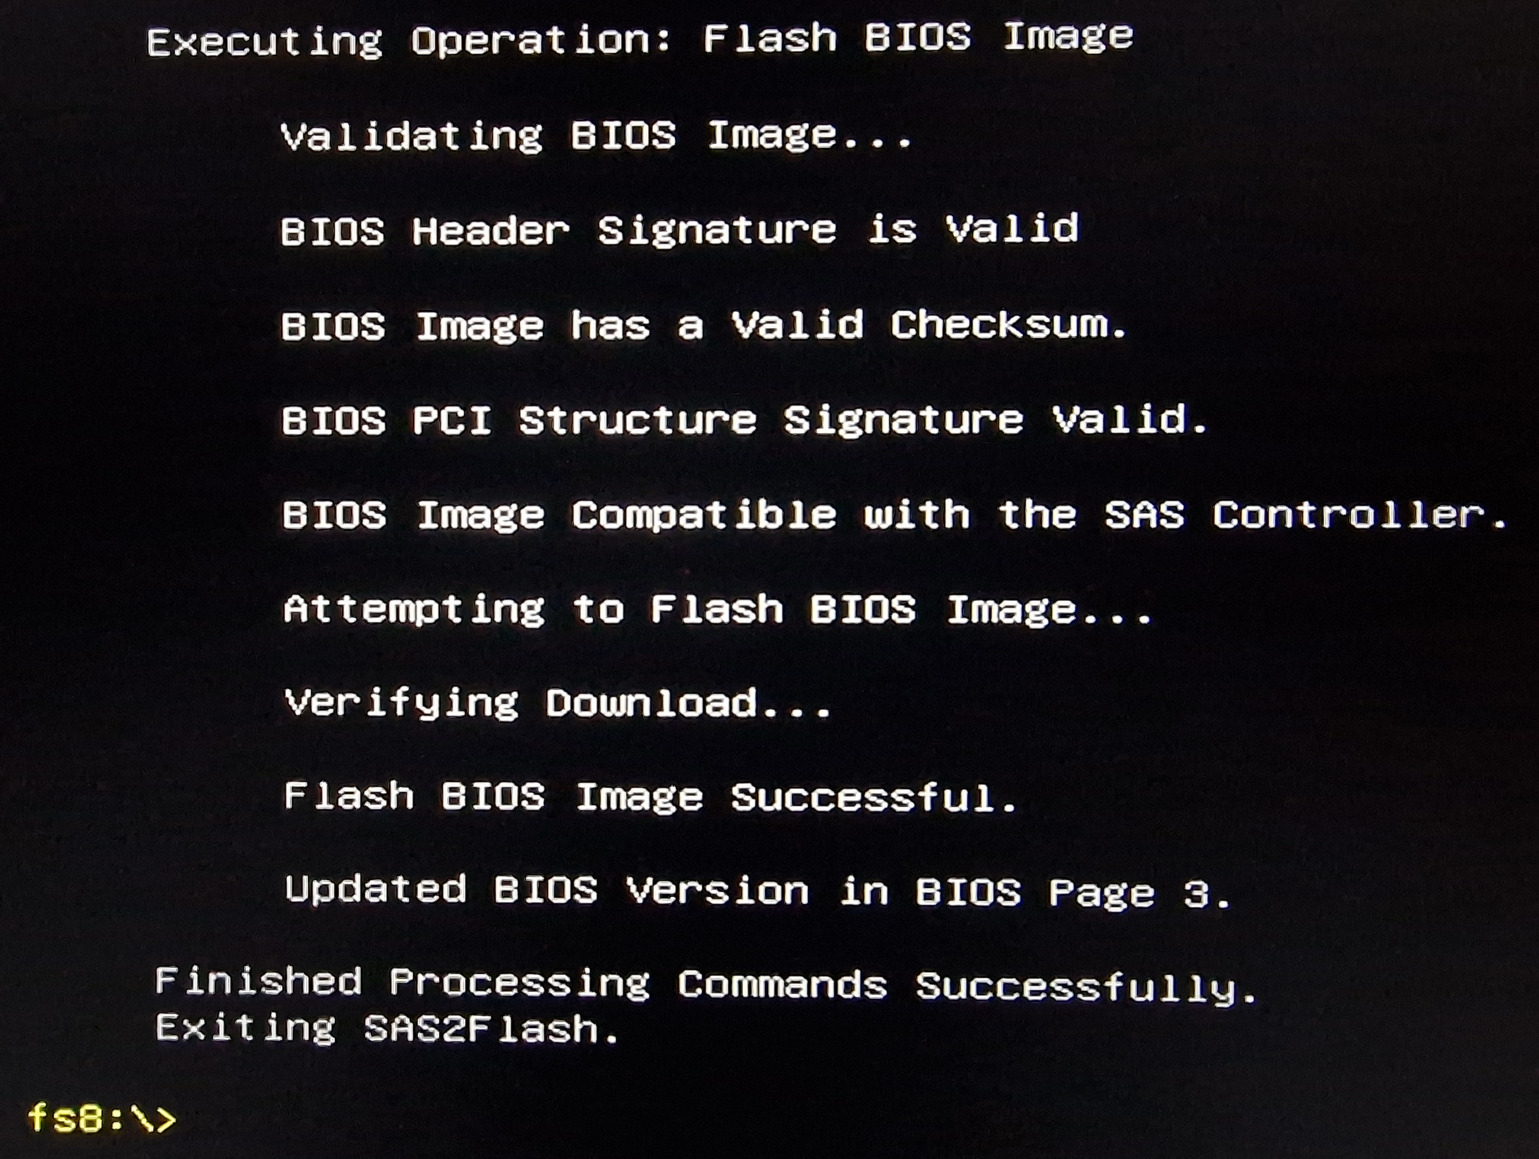 Executing Operation: Flash BIOS Image
Validating BIOS Image...
BIOS Header Signature is Valid
BIOS Image has a Valid Checksum.
BIOS PCI Structure Signature Valid.
BIOS Image Compatible with the SAS Controller.
Attempting to Flash BIOS Image...
Verifying Download...
Flash BIOS Image Successful.
Updated BIOS Version in BIOS Page 3.
Finished Processing Commands Successfully.
Exiting SAS2Flash.
fs8:\>